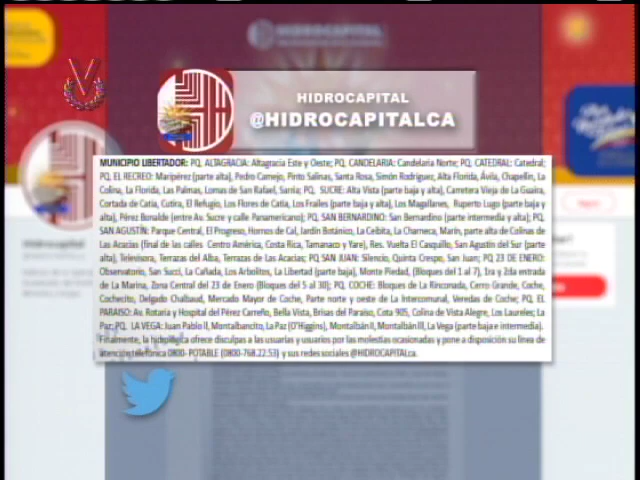 HIDROCAPITAL
HIDROCAPITAL
@HIDROCAPITALCA
MUNICIPIO LIBERTADOR: PQ. ALTAGRACIA: Altagracia Este y Oeste; PQ. CANDELARIA: Candelaria Norte; PQ. CATEDRAL: Catedral;
PQ. EL RECREO: Maripérez (parte alta), Pedro Camejo, Pinto Salinas, Santa Rosa, Simón Rodríguez, Alta Florida, Ávila, Chapellín, La
Colina, La Florida, Las Palmas, Lomas de San Rafael, Sarria; PQ. SUCRE: Alta Vista (parte baja y alta), Carretera Vieja de La Guaira,
Cortada de Catia, Cutira, El Refugio, Los Flores de Catia, Los Frailes (parte baja y alta), Los Magallanes, Ruperto Lugo (parte baja y
alta), Pérez Bonalde (entre Av. Sucre y calle Panamericano); PQ. SAN BERNARDINO: San Bernardino (parte intermedia y alta); PQ.
SAN AGUSTÍN: Parque Central, El Progreso, Hornos de Cal, Jardín Botánico, La Ceibita, La Charneca, Marín, parte alta de Colinas de
Las Acacias (final de las calles Centro América, Costa Rica, Tamanaco y Yare), Res. Vuelta El Casquillo, San Agustín del Sur (parte
alta), Televisora, Terrazas del Alba, Terrazas de Las Acacias; PQ SAN JUAN: Silencio, Quinta Crespo, San Juan; PQ 23 DE ENERO:
Observatorio, San Succi, La Cañada, Los Arbolitos, La Libertad (parte baja), Monte Piedad, (Bloques del 1 al 7), 1ra y 2da entrada
de La Marina, Zona Central del 23 de Enero (Bloques del 5 al 30); PQ. COCHE: Bloques de La Rinconada, Cerro Grande, Coche,
Cochecito, Delgado Chalbaud, Mercado Mayor de Coche, Parte norte y oeste de La Intercomunal, Veredas de Coche; PQ. EL
PARAISO: Av. Rotaria y Hospital del Pérez Carreño, Bella Vista, Brisas del Paraíso, Cota 905, Colina de Vista Alegre, Los Laureles; La
Paz; PQ. LA VEGA: Juan Pablo II, Montalbancito, La Paz (O'Higgins), Montalbán II, Montalbán III, La Vega (parte baja e intermedia).
Finalmente, la hidrológica ofrece disculpas a las usuarias y usuarios por las molestias ocasionadas y pone a disposición su línea de
atención telefónica 0800- POTABLE (0800-768.22.53) y sus redes sociales @HIDROCAPITALca.